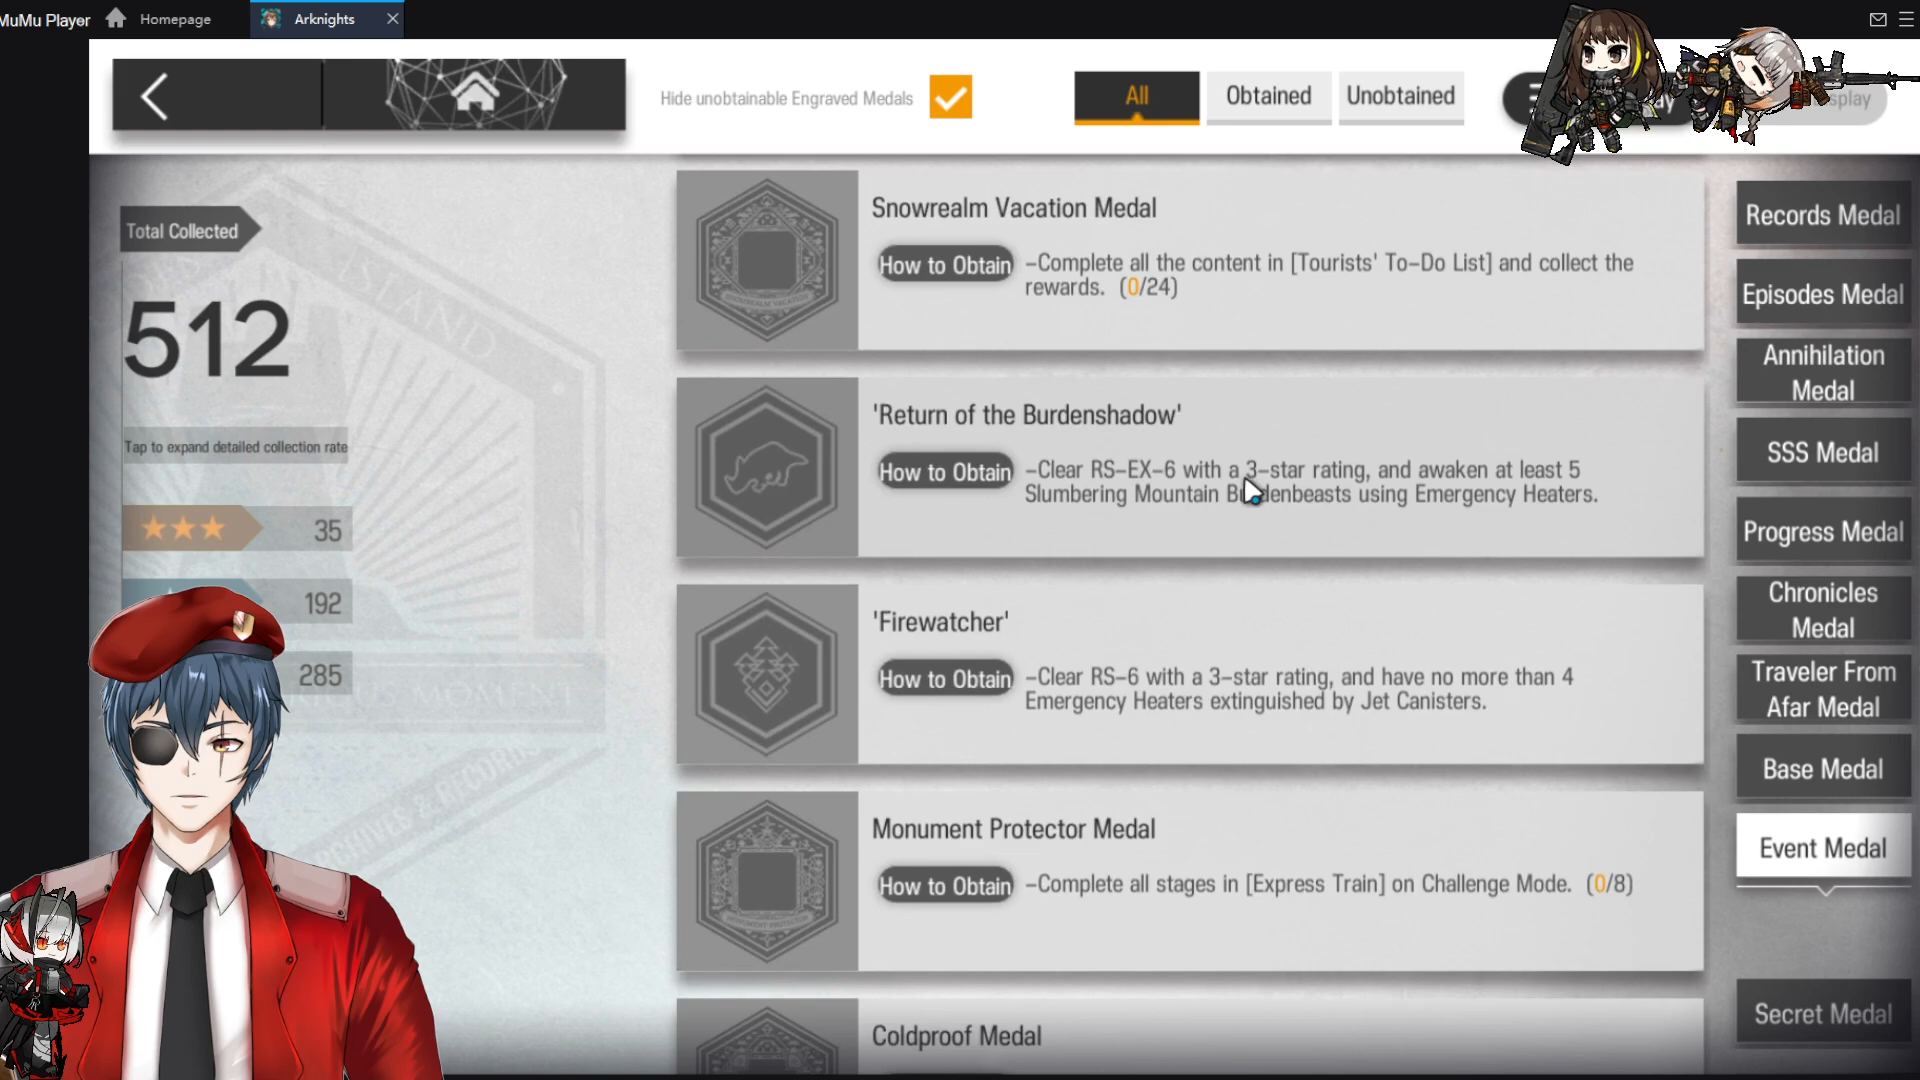 MuMu Player
Homepage
Arknights
Hide unobtainable Engraved Medals
All
Obtained
Unobtained
Total Collected
512
Tap to expand detailed collection rate
35
192
285
ISLAND
MOMENT
ARCHIVES & RECORDS
Snowrealm Vacation Medal
How to Obtain
–Complete all the content in [Tourists' To–Do List] and collect the
rewards. (0/24)
'Return of the Burdenshadow'
How to Obtain
–Clear RS–EX–6 with a 3–star rating, and awaken at least 5
Slumbering Mountain Burdenbeasts using Emergency Heaters.
'Firewatcher'
How to Obtain
–Clear RS–6 with a 3–star rating, and have no more than 4
Emergency Heaters extinguished by Jet Canisters.
Monument Protector Medal
How to Obtain
–Complete all stages in [Express Train] on Challenge Mode. (0/8)
Coldproof Medal
Records Medal
Episodes Medal
Annihilation
Medal
SSS Medal
Progress Medal
Chronicles
Medal
Traveler From
Afar Medal
Base Medal
Event Medal
Secret Medal